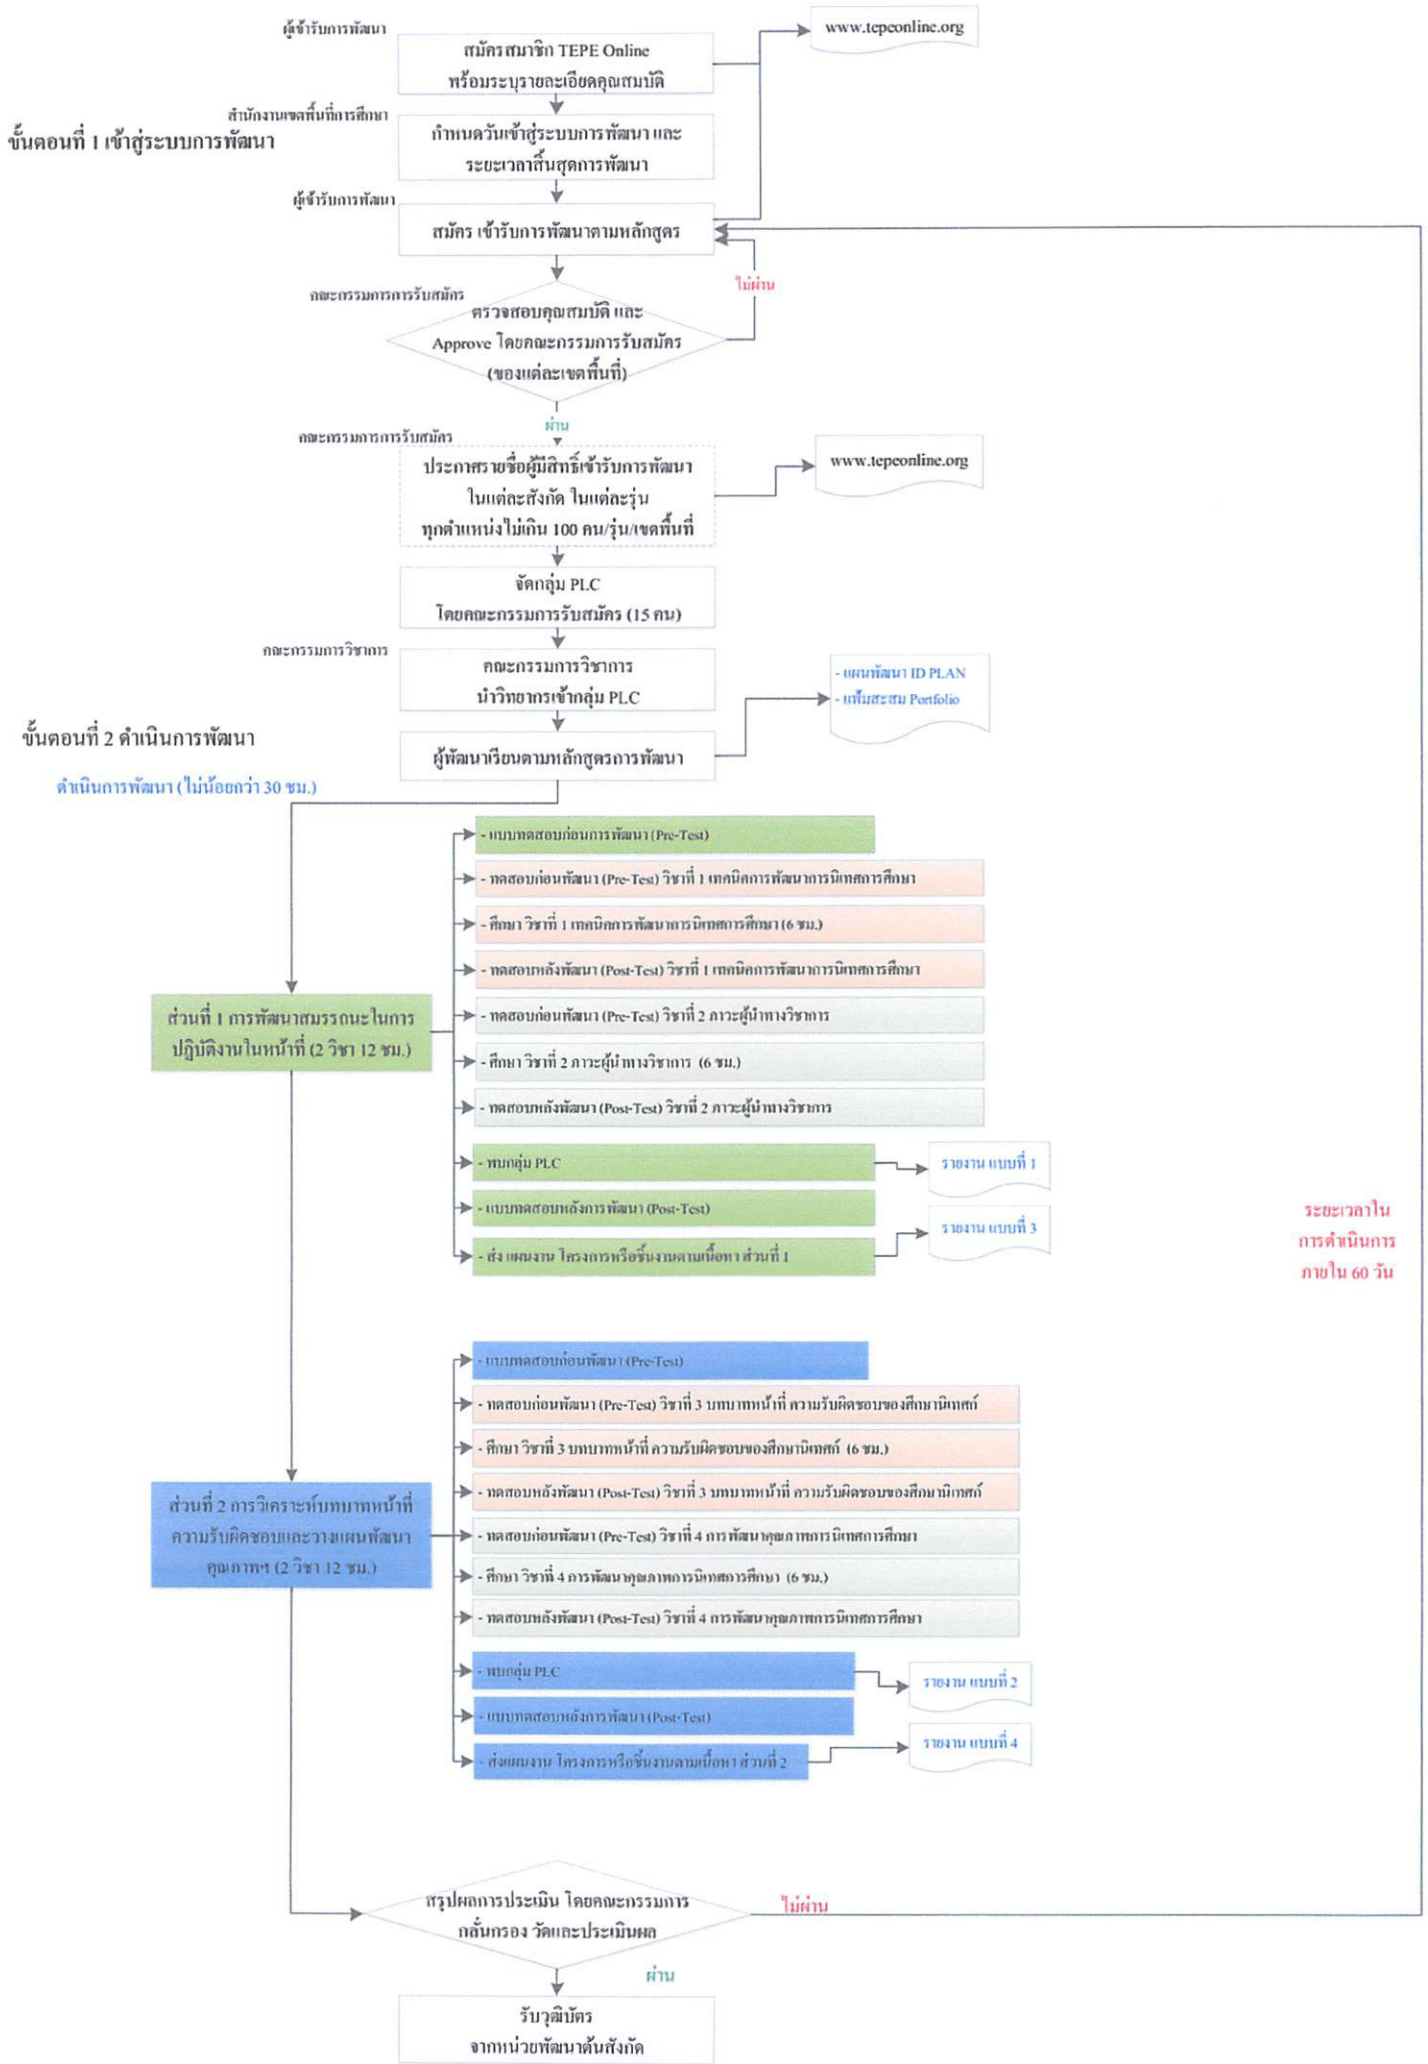 ผู้เข้ารับการพัฒนา
สมัครสมาชิก TEPE Online
พร้อมระบุรายละเอียดคุณสมบัติ
www.tepeonline.org
สำนักงานเขตพื้นที่การศึกษา
ขั้นตอนที่ 1 เข้าสู่ระบบการพัฒนา
กำหนดวันเข้าสู่ระบบการพัฒนา และ
ระยะเวลาสิ้นสุดการพัฒนา
ผู้เข้ารับการพัฒนา
สมัคร เข้ารับการพัฒนาตามหลักสูตร
ไม่ผ่าน
คณะกรรมการการรับสมัคร
ตรวจสอบคุณสมบัติ และ
Approve โดยคณะกรรมการรับสมัคร
(ของแต่ละเขตพื้นที่)
ผ่าน
คณะกรรมการการรับสมัคร
ประกาศรายชื่อผู้มีสิทธิ์เข้ารับการพัฒนา
ในแต่ละสังกัด ในแต่ละรุ่น
ทุกตำแหน่งไม่เกิน 100 คน/รุ่น/เขตพื้นที่
www.tepeonline.org
จัดกลุ่ม PLC
โดยคณะกรรมการรับสมัคร (15 คน)
คณะกรรมการวิชาการ
คณะกรรมการวิชาการ
นำวิทยากรเข้ากลุ่ม PLC
- แผนพัฒนา ID PLAN
- แฟ้มสะสม Portfolio
ขั้นตอนที่ 2 ดำเนินการพัฒนา
ผู้พัฒนาเรียนตามหลักสูตรการพัฒนา
ดำเนินการพัฒนา (ไม่น้อยกว่า 30 ชม.)
- แบบทดสอบก่อนการพัฒนา (Pre-Test)
- ทดสอบก่อนพัฒนา (Pre-Test) วิชาที่ 1 เทคนิคการพัฒนาการนิเทศการศึกษา
- ศึกษา วิชาที่ 1 เทคนิคการพัฒนาการนิเทศการศึกษา (6 ชม.)
- ทดสอบหลังพัฒนา (Post-Test) วิชาที่ 1 เทคนิคการพัฒนาการนิเทศการศึกษา
ส่วนที่ 1 การพัฒนาสมรรถนะในการ
ปฏิบัติงานในหน้าที่ (2 วิชา 12 ชม.)
- ทดสอบก่อนพัฒนา (Pre-Test) วิชาที่ 2 ภาวะผู้นำทางวิชาการ
- ศึกษา วิชาที่ 2 ภาวะผู้นำทางวิชาการ (6 ชม.)
- ทดสอบหลังพัฒนา (Post-Test) วิชาที่ 2 ภาวะผู้นำทางวิชาการ
- พบกลุ่ม PLC
รายงาน แบบที่ 1
- แบบทดสอบหลังการพัฒนา (Post-Test)
รายงาน แบบที่ 3
- ส่ง แผนงาน โครงการหรือชิ้นงานตามเนื้อหา ส่วนที่ 1
ระยะเวลาใน
การดำเนินการ
ภายใน 60 วัน
- แบบทดสอบก่อนพัฒนา (Pre-Test)
- ทดสอบก่อนพัฒนา (Pre-Test) วิชาที่ 3 บทบาทหน้าที่ ความรับผิดชอบของศึกษานิเทศก์
- ศึกษา วิชาที่ 3 บทบาทหน้าที่ ความรับผิดชอบของศึกษานิเทศก์ (6 ชม.)
- ทดสอบหลังพัฒนา (Post-Test) วิชาที่ 3 บทบาทหน้าที่ ความรับผิดชอบของศึกษานิเทศก์
ส่วนที่ 2 การวิเคราะห์บทบาทหน้าที่
ความรับผิดชอบและวางแผนพัฒนา
คุณภาพฯ (2 วิชา 12 ชม.)
- ทดสอบก่อนพัฒนา (Pre-Test) วิชาที่ 4 การพัฒนาคุณภาพการนิเทศการศึกษา
- ศึกษา วิชาที่ 4 การพัฒนาคุณภาพการนิเทศการศึกษา (6 ชม.)
- ทดสอบหลังพัฒนา (Post-Test) วิชาที่ 4 การพัฒนาคุณภาพการนิเทศการศึกษา
- พบกลุ่ม PLC
รายงาน แบบที่ 2
- แบบทดสอบหลังการพัฒนา (Post-Test)
รายงาน แบบที่ 4
- ส่งแผนงาน โครงการหรือชิ้นงานตามเนื้อหา ส่วนที่ 2
สรุปผลการประเมิน โดยคณะกรรมการ
กลั่นกรอง วัดและประเมินผล
ไม่ผ่าน
ผ่าน
รับวุฒิบัตร
จากหน่วยพัฒนาต้นสังกัด